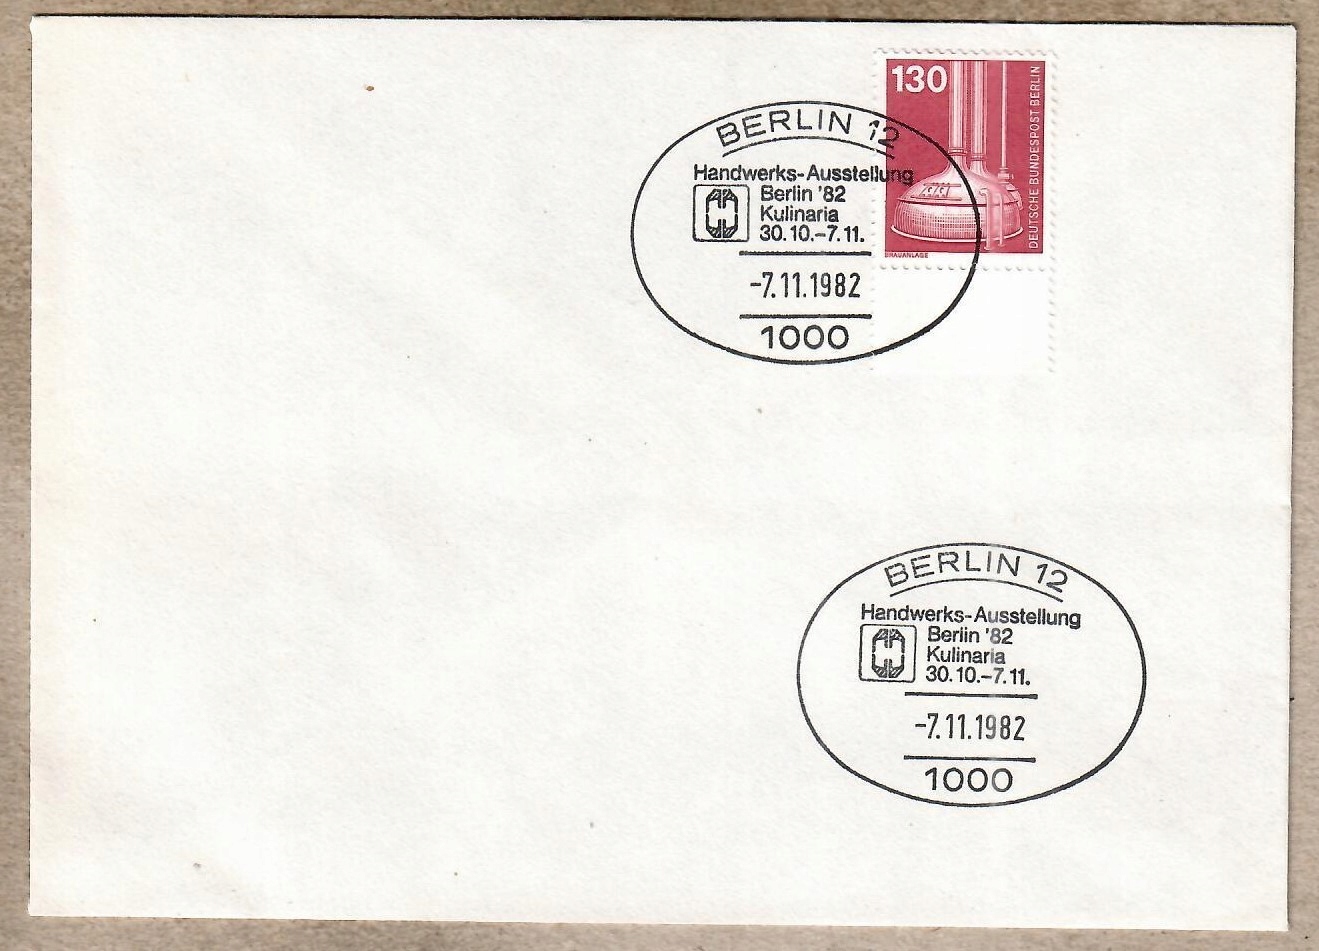 130
DEUTSCHE BUNDESPOST BERLIN
BRAUANLAGE
BERLIN 12
Handwerks-Ausstellung
Berlin '82
Kulinaria
30.10.-7.11.
-7.11.1982
1000
BERLIN 12
Handwerks-Ausstellung
Berlin '82
Kulinaria
30.10.-7.11.
-7.11.1982
1000